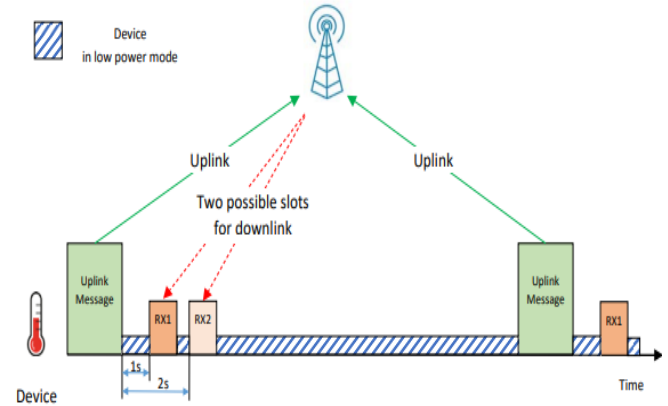 Device
in low power mode
Uplink
Uplink
Two possible slots
for downlink
Uplink
Message
RX1
RX2
Uplink
Message
RX1
1s
2s
Device
Time